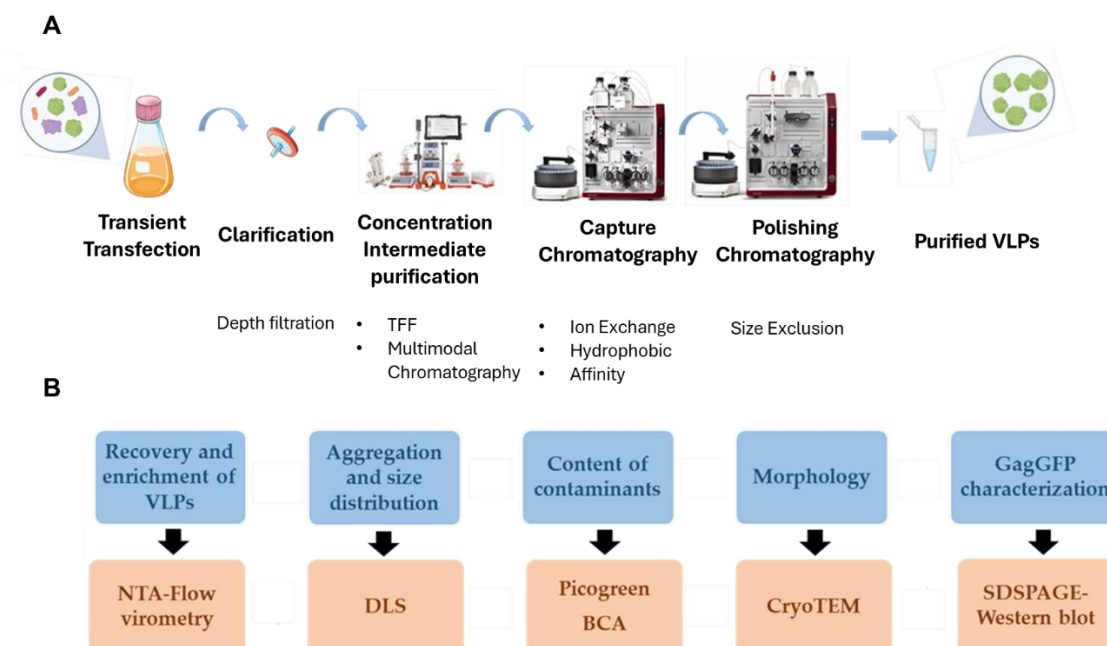 A
Transient
Transfection
Clarification
Concentration
Intermediate
purification
Capture
Chromatography
Polishing
Chromatography
Purified VLPs
Depth filtration
• TFF
• Multimodal
Chromatography
• Ion Exchange
• Hydrophobic
• Affinity
Size Exclusion
B
Recovery and
enrichment of
VLPs
Aggregation
and size
distribution
Content of
contaminants
Morphology
GagGFP
characterization
NTA-Flow
virometry
DLS
Picogreen
BCA
CryoTEM
SDSPAGE-
Western blot